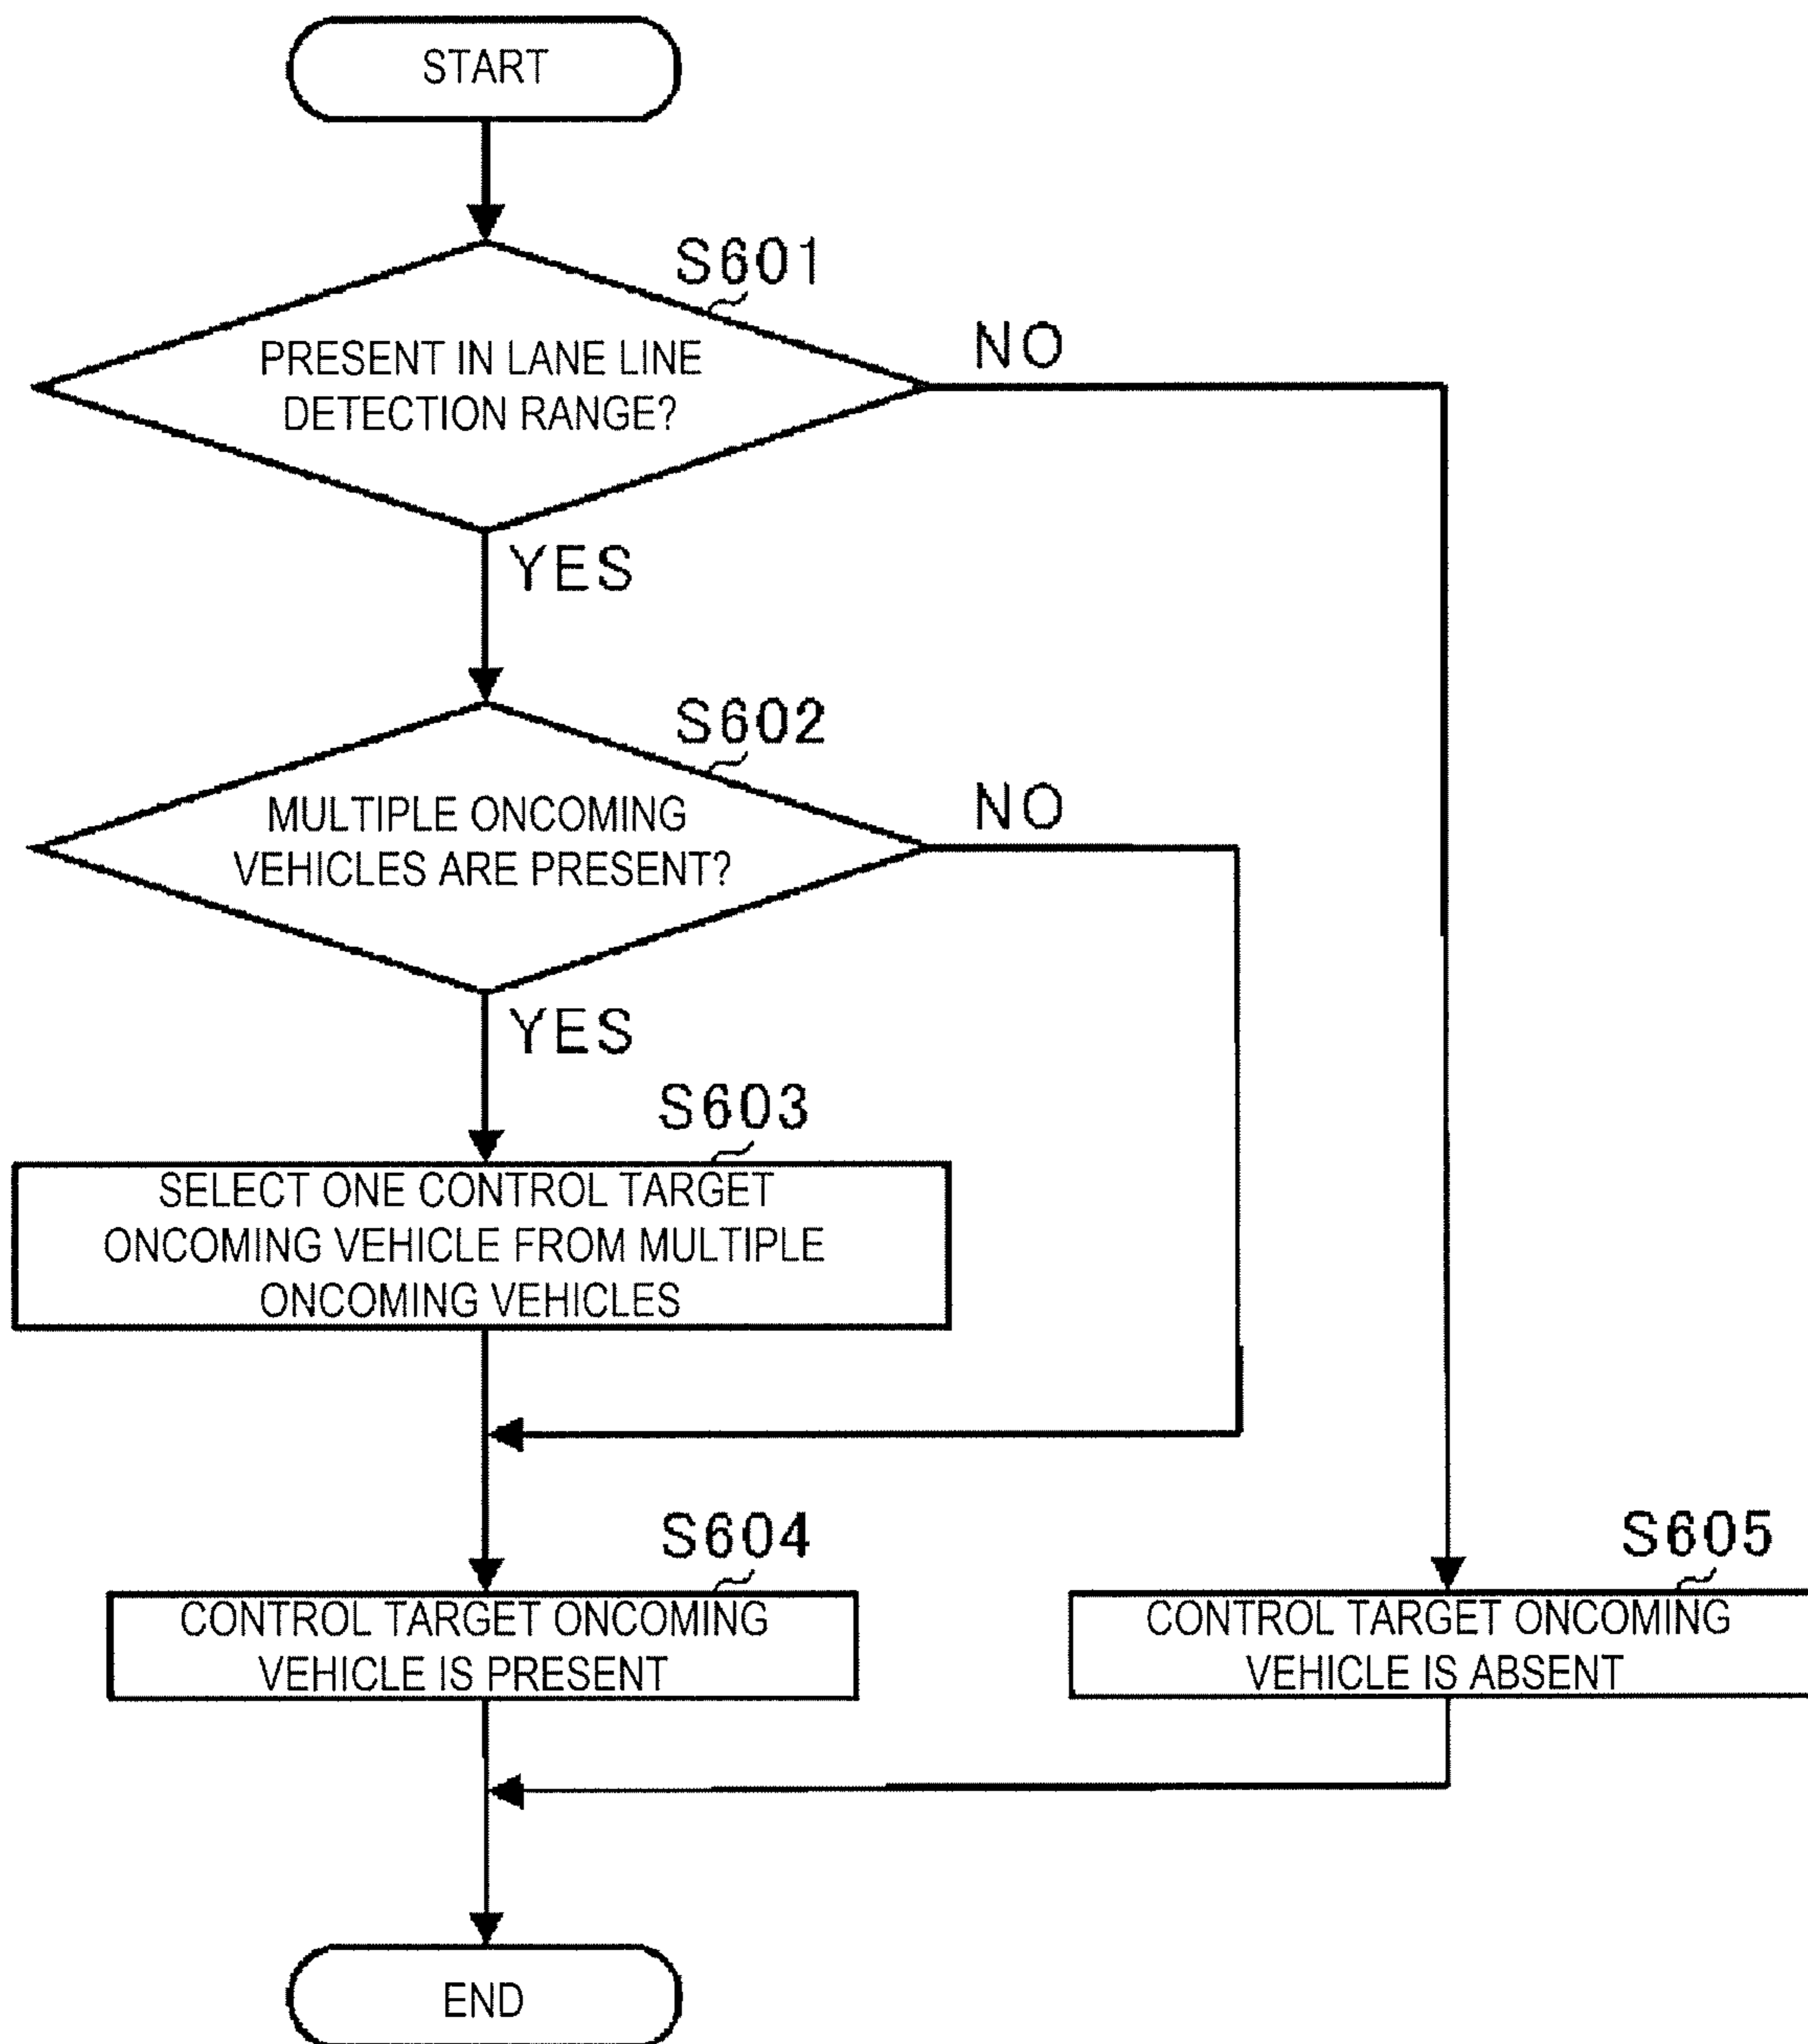 START
S601
PRESENT IN LANE LINE
DETECTION RANGE?
NO
YES
S602
MULTIPLE ONCOMING
VEHICLES ARE PRESENT?
NO
YES
S603
SELECT ONE CONTROL TARGET
ONCOMING VEHICLE FROM MULTIPLE
ONCOMING VEHICLES
S604
CONTROL TARGET ONCOMING
VEHICLE IS PRESENT
S605
CONTROL TARGET ONCOMING
VEHICLE IS ABSENT
END